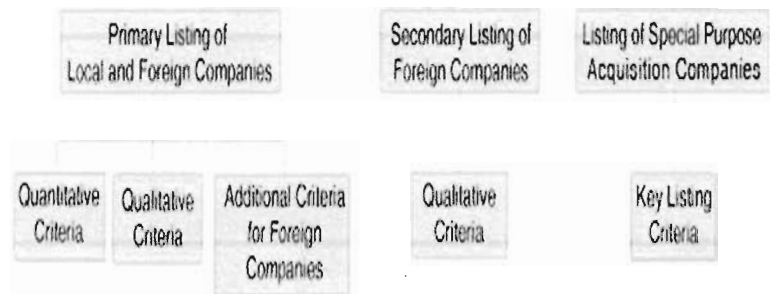 Primary Listing of
Local and Foreign Companies
Secondary Listing of
Foreign Companies
Listing of Special Purpose
Acquisition Companies
Quantitative
Criteria
Qualitative
Criteria
Additional Criteria
for Foreign
Companies
Qualitative
Criteria
Key Listing
Criteria